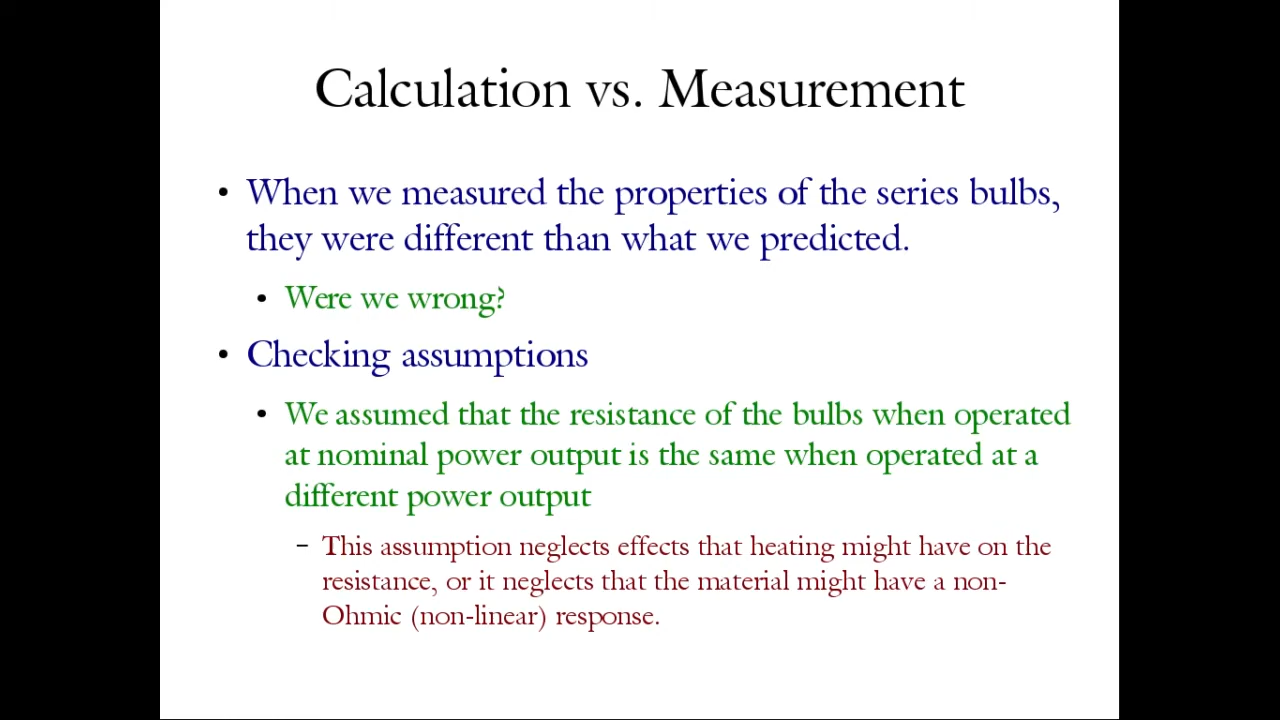 Calculation vs. Measurement
• When we measured the properties of the series bulbs,
they were different than what we predicted.
• Were we wrong?
• Checking assumptions
• We assumed that the resistance of the bulbs when operated
at nominal power output is the same when operated at a
different power output
– This assumption neglects effects that heating might have on the
resistance, or it neglects that the material might have a non-
Ohmic (non-linear) response.